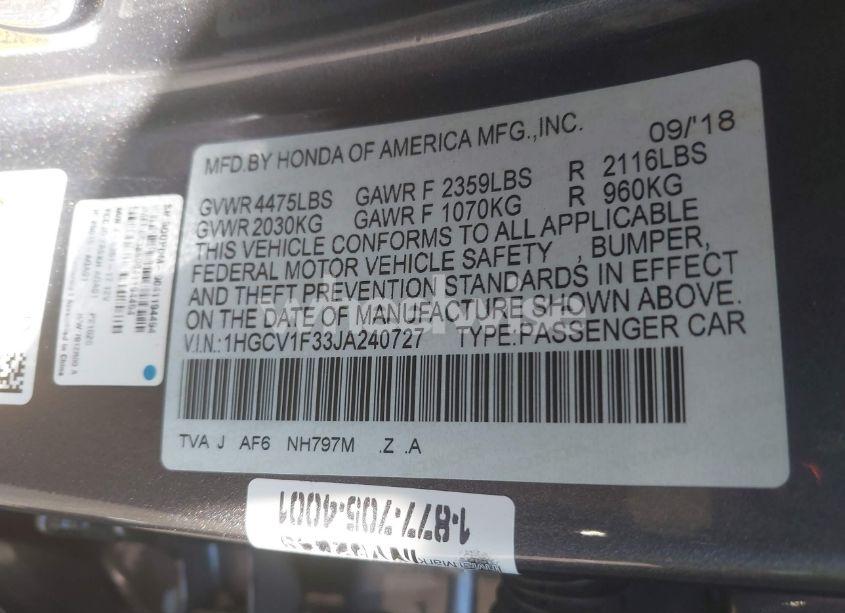 MFD.BY HONDA OF AMERICA MFG.,INC. 09/'18
GVWR 4475LBS GAWR F 2359LBS R 2116LBS
GVWR 2030KG GAWR F 1070KG R 960KG
THIS VEHICLE CONFORMS TO ALL APPLICABLE
FEDERAL MOTOR VEHICLE SAFETY , BUMPER,
AND THEFT PREVENTION STANDARDS IN EFFECT
ON THE DATE OF MANUFACTURE SHOWN ABOVE.
V.I.N.:1HGCV1F33JA240727 TYPE:PASSENGER CAR
TVA J AF6 NH797M .Z .A
1-877-705-4001